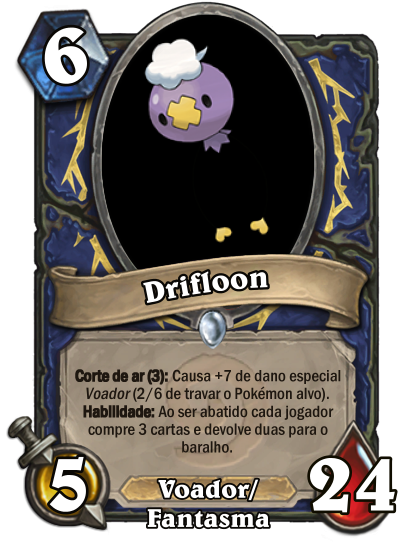 6
Drifloon
Corte de ar (3): Causa +7 de dano especial
Voador (2/6 de travar o Pokémon alvo).
Habilidade: Ao ser abatido cada jogador
compre 3 cartas e devolve duas para o
baralho.
5
Voador/
Fantasma
24